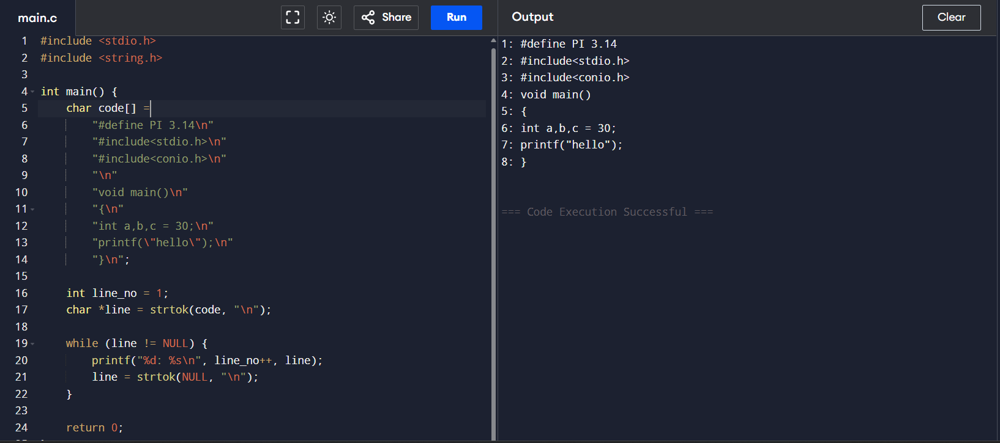 main.c
Share
Run
Output
Clear
1 #include <stdio.h>
2 #include <string.h>
3
4 int main() {
5 char code[] =
6 "#define PI 3.14\n"
7 "#include<stdio.h>\n"
8 "#include<conio.h>\n"
9 "\n"
10 "void main()\n"
11 "{\n"
12 "int a,b,c = 30;\n"
13 "printf(\"hello\");\n"
14 "}\n";
15
16 int line_no = 1;
17 char *line = strtok(code, "\n");
18
19 while (line != NULL) {
20 printf("%d: %s\n", line_no++, line);
21 line = strtok(NULL, "\n");
22 }
23
24 return 0;
1: #define PI 3.14
2: #include<stdio.h>
3: #include<conio.h>
4: void main()
5: {
6: int a,b,c = 30;
7: printf("hello");
8: }
=== Code Execution Successful ===